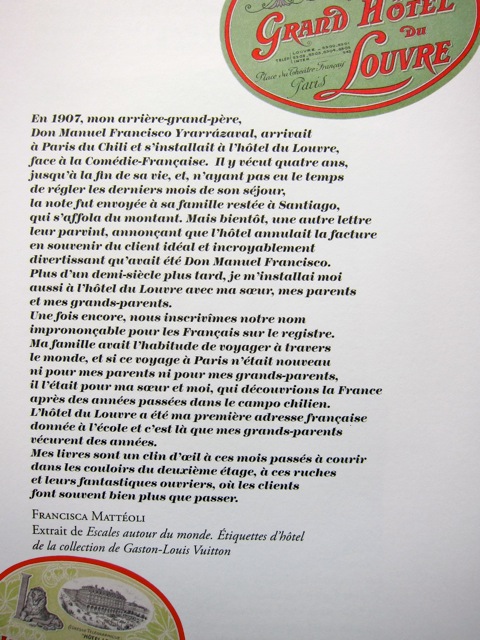 GRAND HÔTEL
DU
LOUVRE
Place du Théâtre Français
Paris
En 1907, mon arrière-grand-père,
Don Manuel Francisco Yrarrázaval, arrivait
à Paris du Chili et s'installait à l'hôtel du Louvre,
face à la Comédie-Française. Il y vécut quatre ans,
jusqu'à la fin de sa vie, et, n'ayant pas eu le temps
de régler les derniers mois de son séjour,
la note fut envoyée à sa famille restée à Santiago,
qui s'affola du montant. Mais bientôt, une autre lettre
leur parvint, annonçant que l'hôtel annulait la facture
en souvenir du client idéal et incroyablement
divertissant qu'avait été Don Manuel Francisco.
Plus d'un demi-siècle plus tard, je m'installai moi
aussi à l'hôtel du Louvre avec ma sœur, mes parents
et mes grands-parents.
Une fois encore, nous inscrivîmes notre nom
imprononçable pour les Français sur le registre.
Ma famille avait l'habitude de voyager à travers
le monde, et si ce voyage à Paris n'était nouveau
ni pour mes parents ni pour mes grands-parents,
il l'était pour ma sœur et moi, qui découvrions la France
après des années passées dans le campo chilien.
L'hôtel du Louvre a été ma première adresse française
donnée à l'école et c'est là que mes grands-parents
vécurent des années.
Mes livres sont un clin d'œil à ces mois passés à courir
dans les couloirs du deuxième étage, à ces ruches
et leurs fantastiques ouvriers, où les clients
font souvent bien plus que passer.
FRANCISCA MATTÉOLI
Extrait de Escales autour du monde. Étiquettes d'hôtel
de la collection de Gaston-Louis Vuitton